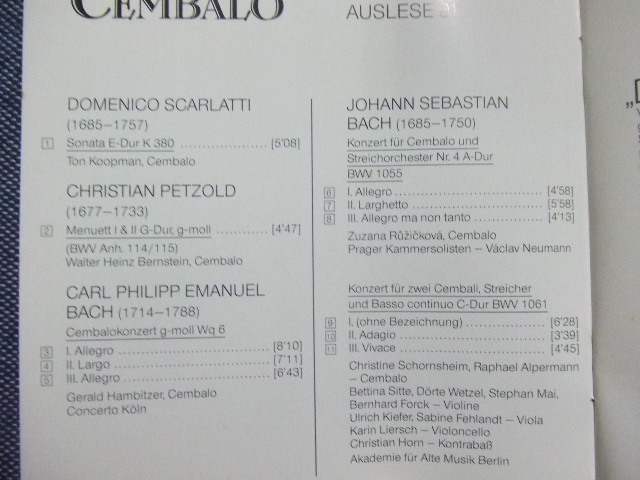 CEMBALO
AUSLESE
DOMENICO SCARLATTI
(1685–1757)
1 Sonata E-Dur K 380 ..................... [5'08]
Ton Koopman, Cembalo
CHRISTIAN PETZOLD
(1677–1733)
2 Menuett I & II G-Dur, g-moll .............. [4'47]
(BWV Anh. 114/115)
Walter Heinz Bernstein, Cembalo
CARL PHILIPP EMANUEL
BACH (1714–1788)
Cembalokonzert g-moll Wq 6
3 I. Allegro ..................................... [8'10]
4 II. Largo ...................................... [7'11]
5 III. Allegro ................................... [6'43]
Gerald Hambitzer, Cembalo
Concerto Köln
JOHANN SEBASTIAN
BACH (1685–1750)
Konzert für Cembalo und
Streichorchester Nr. 4 A-Dur
BWV 1055
6 I. Allegro ..................................... [4'58]
7 II. Larghetto ................................ [5'58]
8 III. Allegro ma non tanto ................ [4'13]
Zuzana Růžičková, Cembalo
Prager Kammersolisten – Václav Neumann
Konzert für zwei Cembali, Streicher
und Basso continuo C-Dur BWV 1061
9 I. (ohne Bezeichnung) .................. [6'28]
10 II. Adagio .................................... [3'39]
11 III. Vivace .................................... [4'45]
Christine Schornsheim, Raphael Alpermann
– Cembalo
Bettina Sitte, Dörte Wetzel, Stephan Mai,
Bernhard Forck – Violine
Ulrich Kiefer, Sabine Fehlandt – Viola
Karin Liersch – Violoncello
Christian Horn – Kontrabaß
Akademie für Alte Musik Berlin